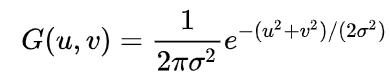 G(u, v) = \frac{1}{2\pi\sigma^2} e^{-(u^2+v^2)/(2\sigma^2)}